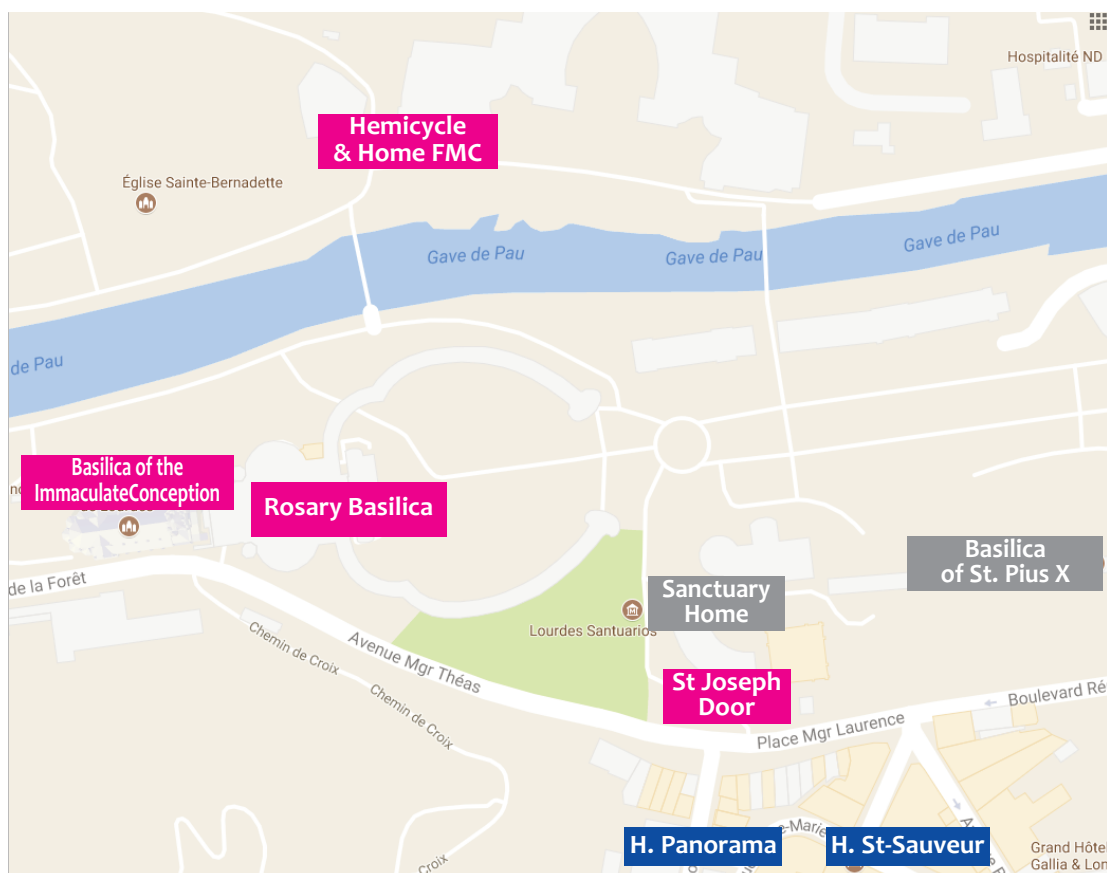 Hospitalité ND
Hemicycle
& Home FMC
Église Sainte-Bernadette
Gave de Pau
Gave de Pau
Gave de Pau
de Pau
Basilica of the
ImmaculateConception
Rosary Basilica
Basilica
of St. Pius X
de la Forêt
Sanctuary
Home
Lourdes Santuarios
Chemin de Croix
Avenue Mgr Théas
St Joseph
Door
Chemin de Croix
Boulevard Ré
Place Mgr Laurence
H. Panorama
-Marie
H. St-Sauveur
Croix
Grand Hôtel
Gallia & Lon